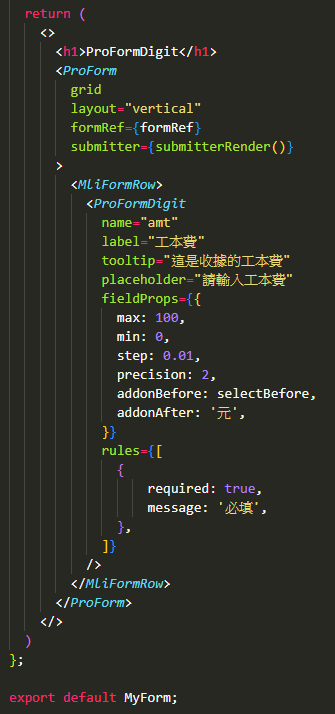 return (
<>
<h1>ProFormDigit</h1>
<ProForm
grid
layout="vertical"
formRef={formRef}
submitter={submitterRender()}
>
<MliFormRow>
<ProFormDigit
name="amt"
label="工本費"
tooltip="這是收據的工本費"
placeholder="請輸入工本費"
fieldProps={{
max: 100,
min: 0,
step: 0.01,
precision: 2,
addonBefore: selectBefore,
addonAfter: '元',
}}
rules={[
{
required: true,
message: '必填',
},
]}
/>
</MliFormRow>
</ProForm>
</>
)
};
export default MyForm;